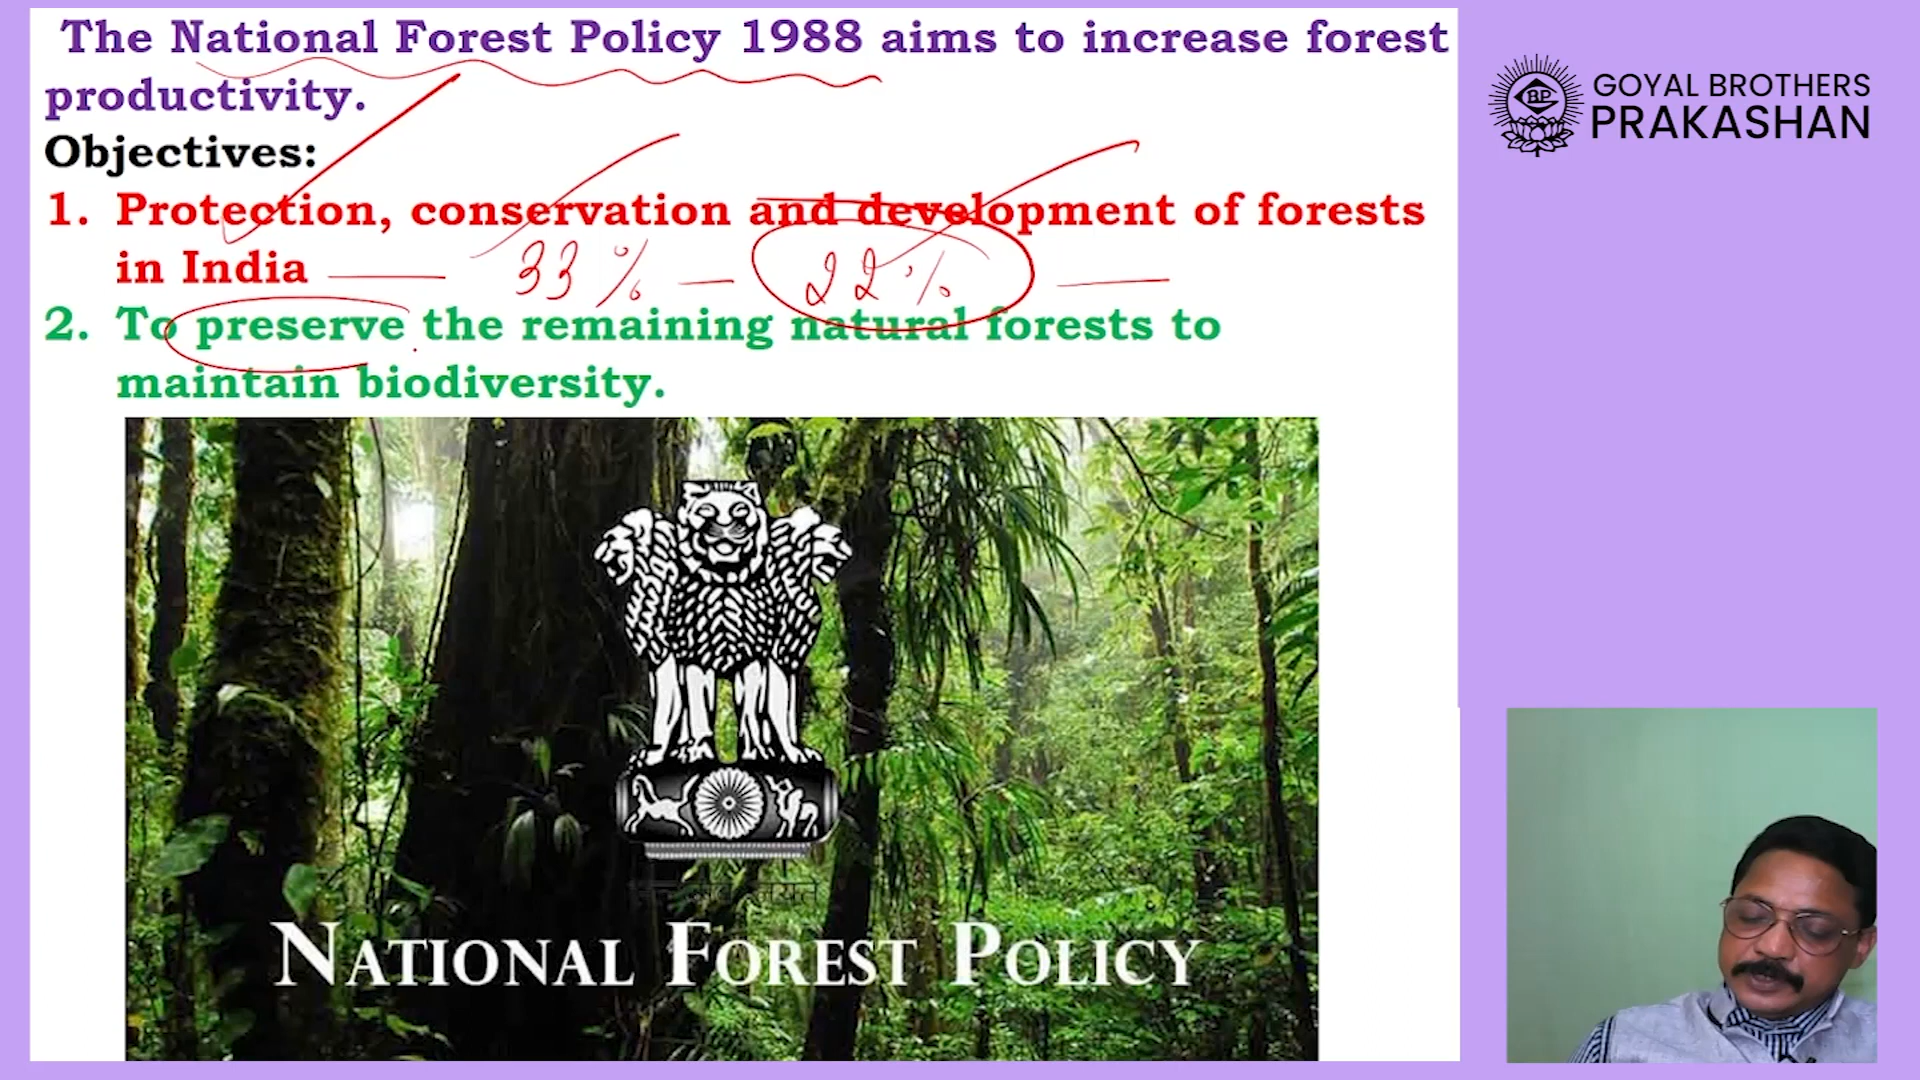 The National Forest Policy 1988 aims to increase forest
productivity.
Objectives:
1. Protection, conservation and development of forests
in India
33 % — 22 %
2. To preserve the remaining natural forests to
maintain biodiversity.
NATIONAL FOREST POLICY
BP
GOYAL BROTHERS
PRAKASHAN